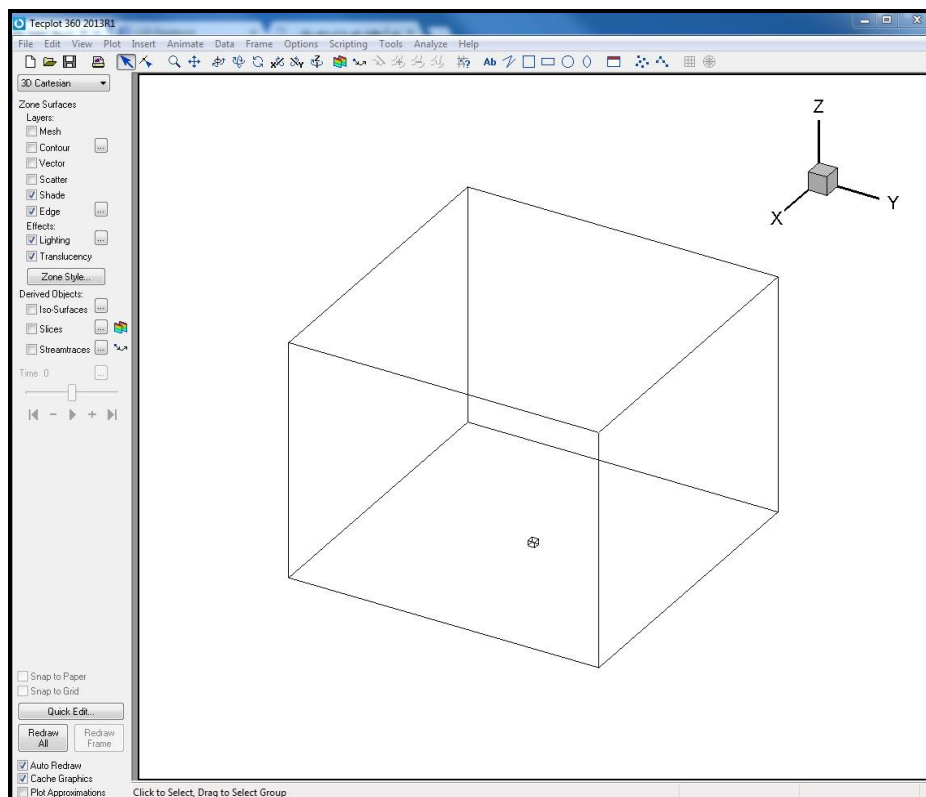 Tecplot 360 2013R1
File Edit View Plot Insert Animate Data Frame Options Scripting Tools Analyze Help
Ab
3D Cartesian
Zone Surfaces
Layers:
Mesh
Contour ...
Vector
Scatter
Shade
Edge ...
Effects:
Lighting ...
Translucency
Zone Style...
Derived Objects:
Iso-Surfaces ...
Slices ...
Streamtraces ...
Time 0 ...
Z
X
Y
Snap to Paper
Snap to Grid
Quick Edit...
Redraw All
Redraw Frame
Auto Redraw
Cache Graphics
Plot Approximations
Click to Select, Drag to Select Group